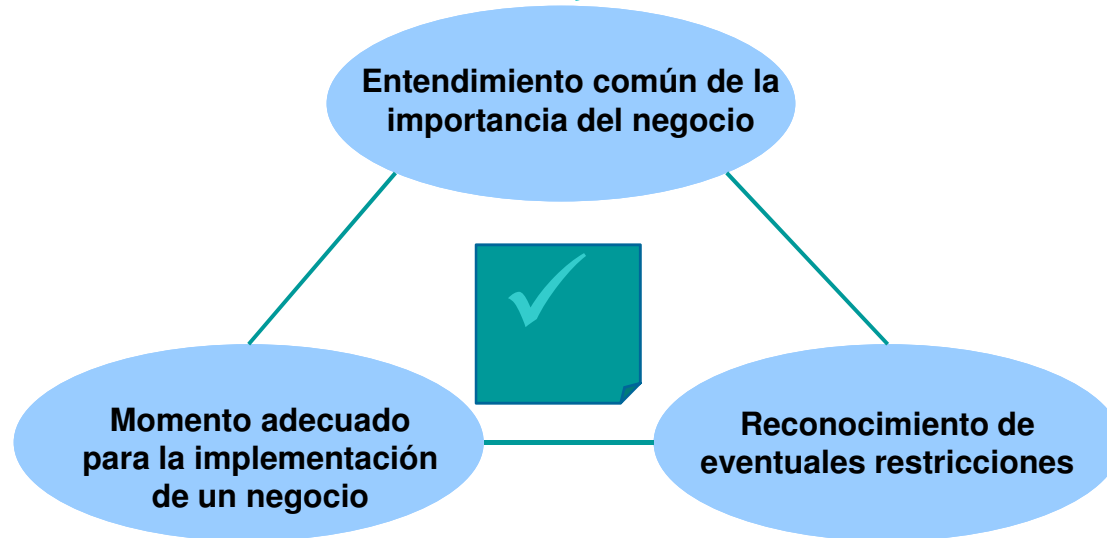 Entendimiento común de la
importancia del negocio
Momento adecuado
para la implementación
de un negocio
Reconocimiento de
eventuales restricciones